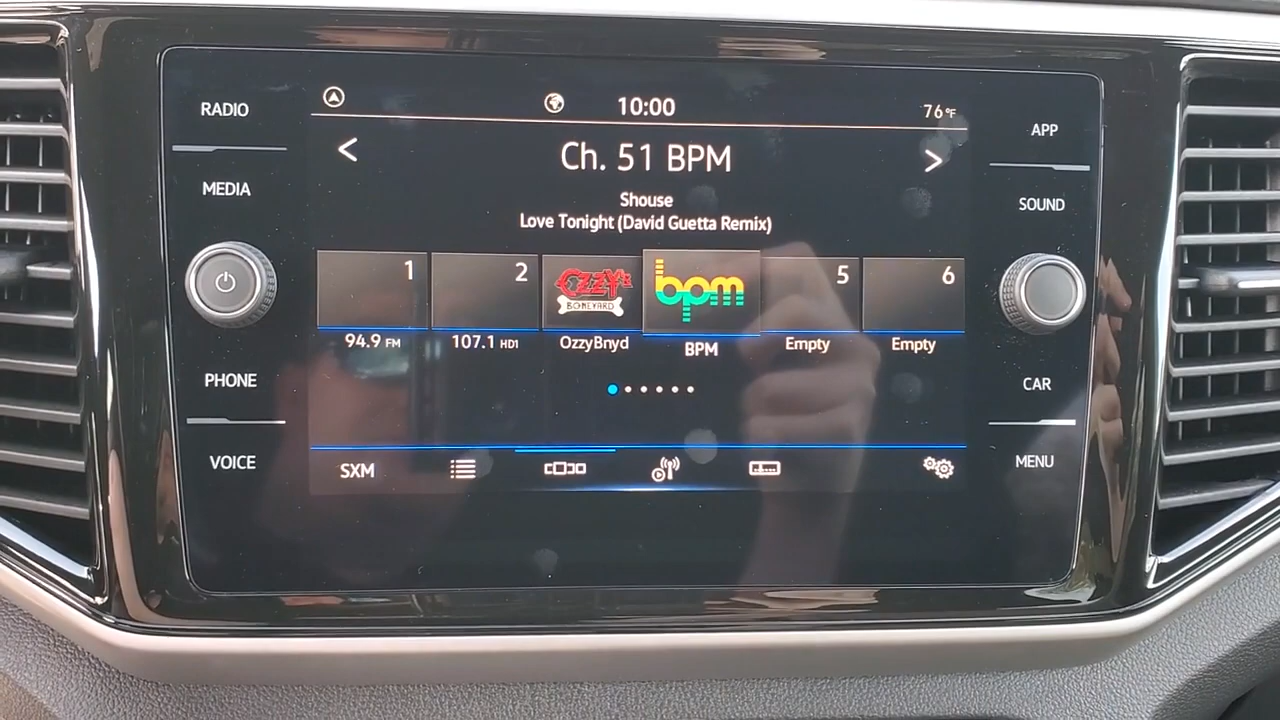 RADIO
MEDIA
PHONE
VOICE
10:00
76°F
Ch. 51 BPM
Shouse
Love Tonight (David Guetta Remix)
1
2
OZZY'S
BONEYARD
bpm
5
6
94.9 FM
107.1 HD1
OzzyBnyd
BPM
Empty
Empty
SXM
APP
SOUND
CAR
MENU